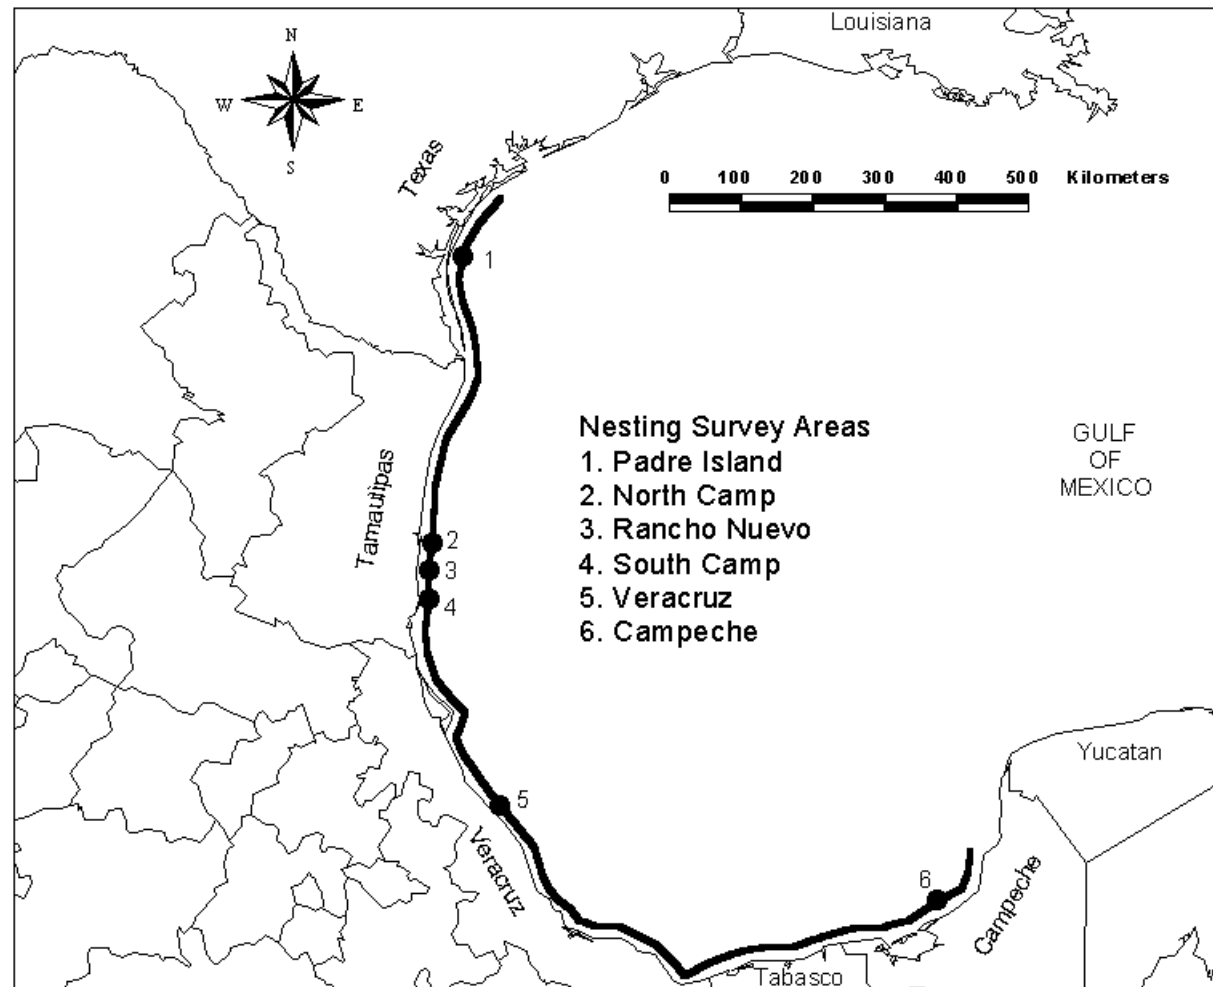 Louisiana
N
W E
S
Texas
0 100 200 300 400 500 Kilometers
1
Nesting Survey Areas
1. Padre Island
2. North Camp
3. Rancho Nuevo
4. South Camp
5. Veracruz
6. Campeche
GULF
OF
MEXICO
Tamaulipas
2
3
4
Yucatan
5
Veracruz
6
Campeche
Tabasco